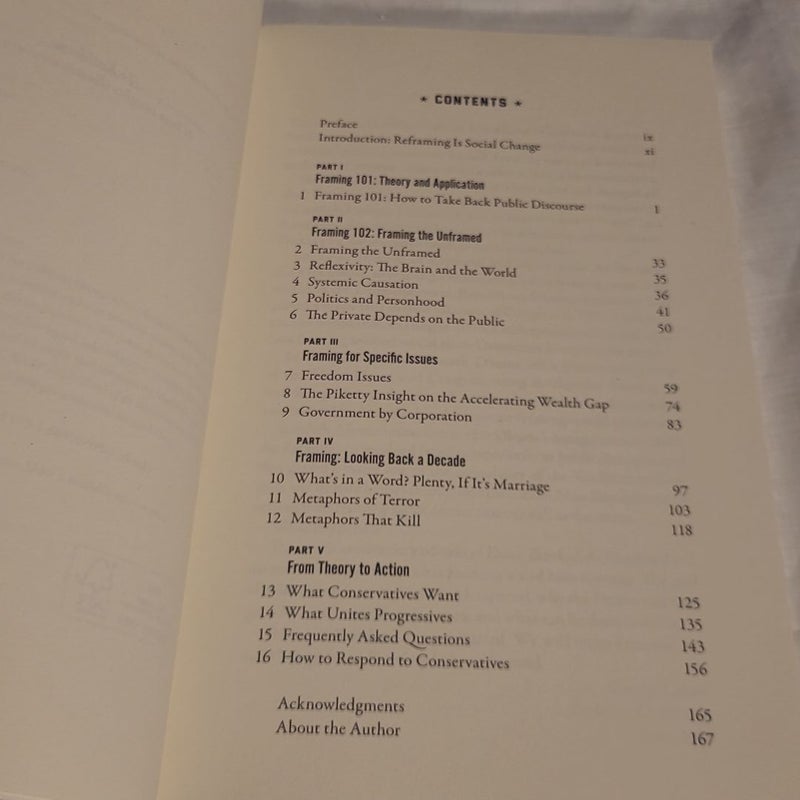 ★ CONTENTS ★
Preface ix
Introduction: Reframing Is Social Change xi
PART I
Framing 101: Theory and Application
1 Framing 101: How to Take Back Public Discourse 1
PART II
Framing 102: Framing the Unframed
2 Framing the Unframed 33
3 Reflexivity: The Brain and the World 35
4 Systemic Causation 36
5 Politics and Personhood 41
6 The Private Depends on the Public 50
PART III
Framing for Specific Issues
7 Freedom Issues 59
8 The Piketty Insight on the Accelerating Wealth Gap 74
9 Government by Corporation 83
PART IV
Framing: Looking Back a Decade
10 What's in a Word? Plenty, If It's Marriage 97
11 Metaphors of Terror 103
12 Metaphors That Kill 118
PART V
From Theory to Action
13 What Conservatives Want 125
14 What Unites Progressives 135
15 Frequently Asked Questions 143
16 How to Respond to Conservatives 156
Acknowledgments 165
About the Author 167